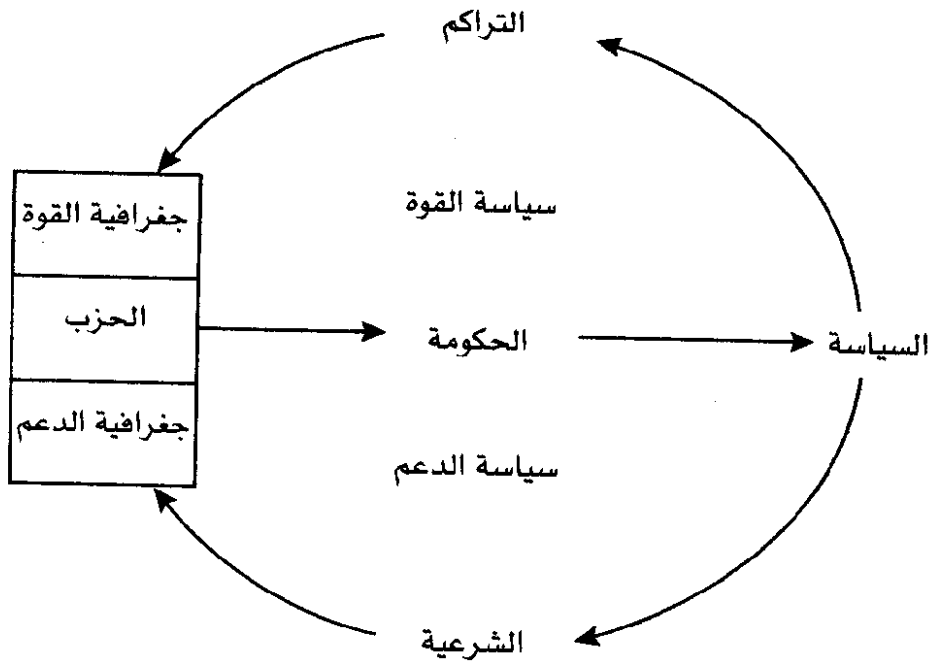 التراكم
سياسة القوة
جغرافية القوة
الحزب
الحكومة
السياسة
جغرافية الدعم
سياسة الدعم
الشرعية